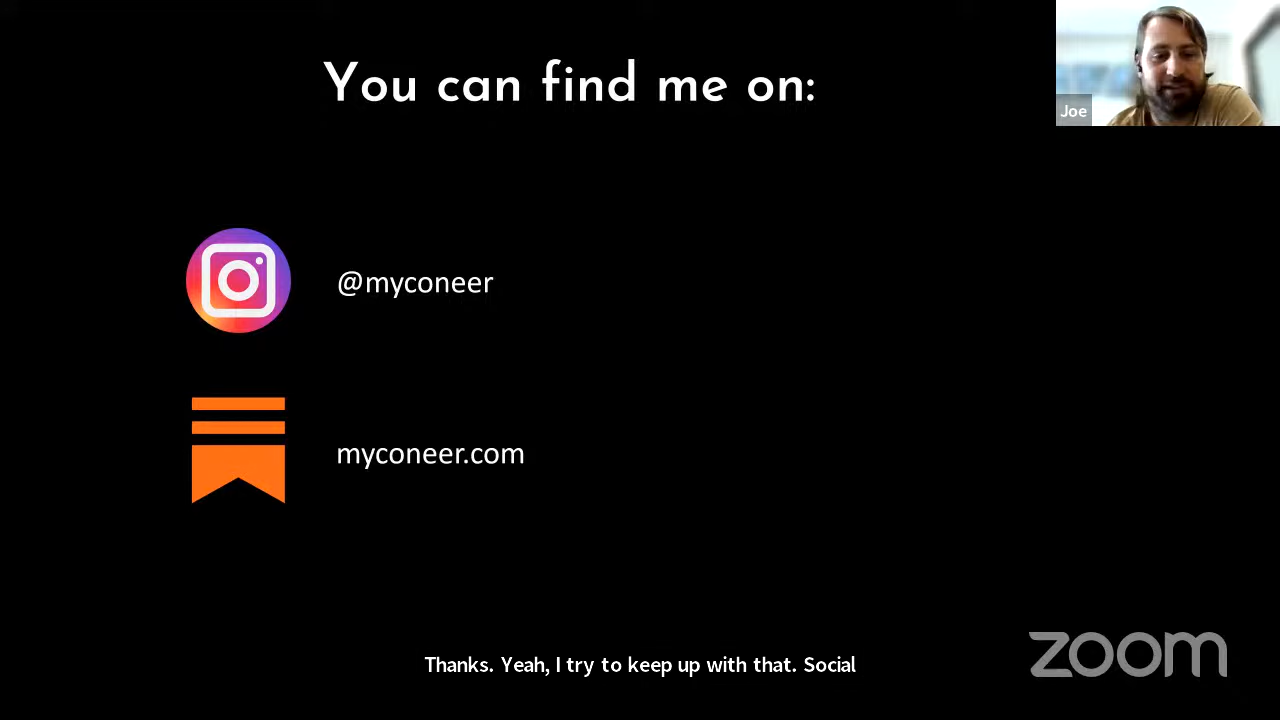 You can find me on:
Joe
@myconeer
myconeer.com
Thanks. Yeah, I try to keep up with that. Social
zoom